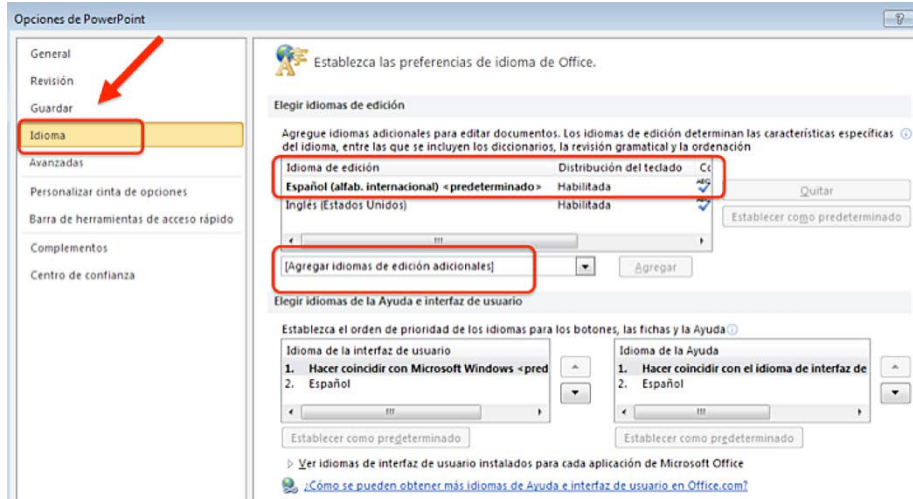 Opciones de PowerPoint
General
Revisión
Guardar
Idioma
Avanzadas
Personalizar cinta de opciones
Barra de herramientas de acceso rápido
Complementos
Centro de confianza
Establezca las preferencias de idioma de Office.
Elegir idiomas de edición
Agregue idiomas adicionales para editar documentos. Los idiomas de edición determinan las características específicas
del idioma, entre las que se incluyen los diccionarios, la revisión gramatical y la ordenación
Idioma de edición Distribución del teclado Cc
Español (alfab. internacional) <predeterminado> Habilitada
Inglés (Estados Unidos) Habilitada
Quitar
Establecer como predeterminado
[Agregar idiomas de edición adicionales] Agregar
Elegir idiomas de la Ayuda e interfaz de usuario
Establezca el orden de prioridad de los idiomas para los botones, las fichas y la Ayuda
Idioma de la interfaz de usuario
1. Hacer coincidir con Microsoft Windows <pred
2. Español
Establecer como predeterminado
Idioma de la Ayuda
1. Hacer coincidir con el idioma de interfaz de
2. Español
Establecer como predeterminado
Ver idiomas de interfaz de usuario instalados para cada aplicación de Microsoft Office
¿Cómo se pueden obtener más idiomas de Ayuda e interfaz de usuario en Office.com?